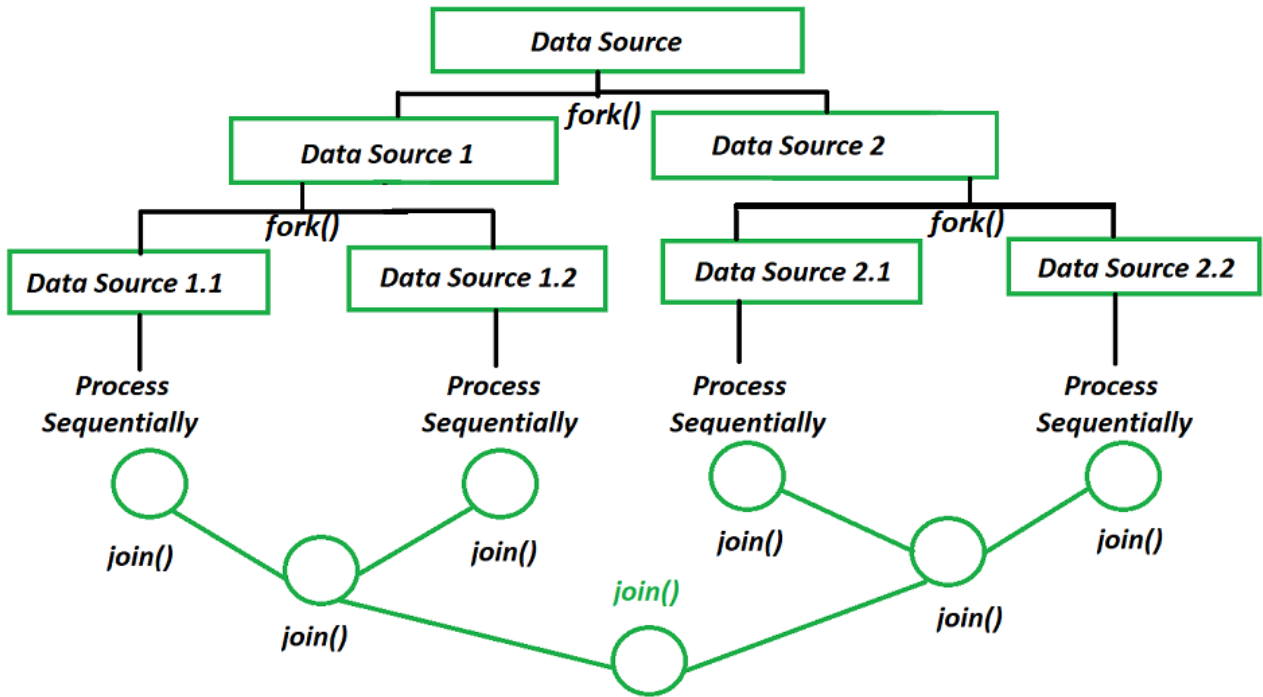 Data Source
fork()
Data Source 1
Data Source 2
fork()
fork()
Data Source 1.1
Data Source 1.2
Data Source 2.1
Data Source 2.2
Process
Sequentially
Process
Sequentially
Process
Sequentially
Process
Sequentially
join()
join()
join()
join()
join()
join()
join()